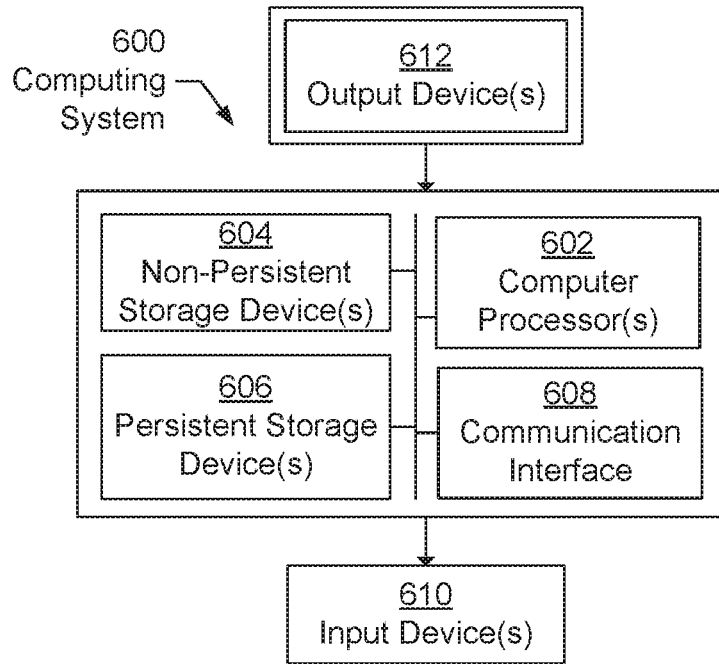 600
Computing
System
612
Output Device(s)
604
Non-Persistent
Storage Device(s)
602
Computer
Processor(s)
606
Persistent Storage
Device(s)
608
Communication
Interface
610
Input Device(s)